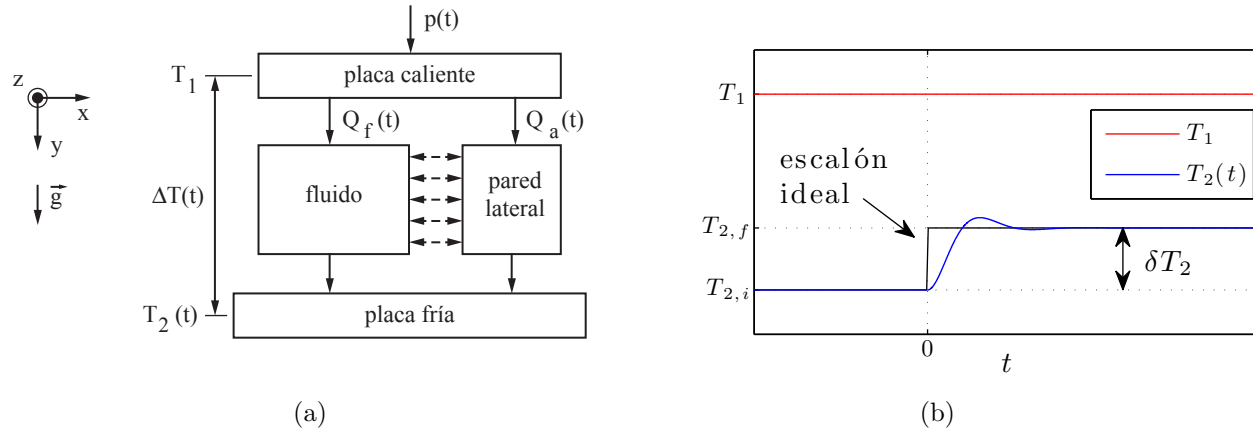 p(t)
T1
placa caliente
z
x
y
g⃗
Qf(t)
Qa(t)
ΔT(t)
fluido
pared
lateral
T2(t)
placa fría
(a)
T1
T1
T2(t)
escalón
ideal
T2,f
δT2
T2,i
0
t
(b)